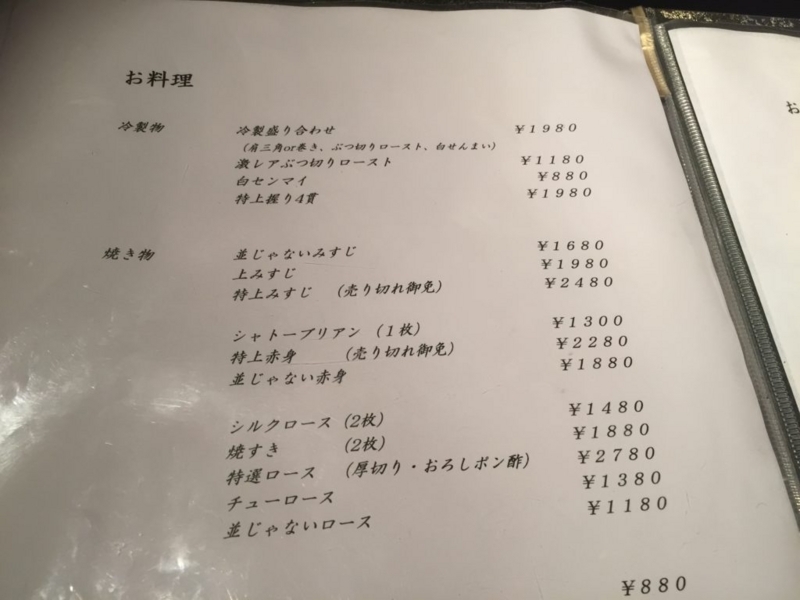 お料理
冷製物 冷製盛り合わせ ￥1980
（肩三角or巻き、ぶつ切りロースト、白せんまい）
激レアぶつ切りロースト ￥1180
白センマイ ￥880
特上握り4貫 ￥1980
焼き物 並じゃないみすじ ￥1680
上みすじ ￥1980
特上みすじ （売り切れ御免） ￥2480
シャトーブリアン （１枚） ￥1300
特上赤身 （売り切れ御免） ￥2280
並じゃない赤身 ￥1880
シルクロース （2枚） ￥1480
焼すき （2枚） ￥1880
特選ロース （厚切り・おろしポン酢） ￥2780
チューロース ￥1380
並じゃないロース ￥1180
￥880
お